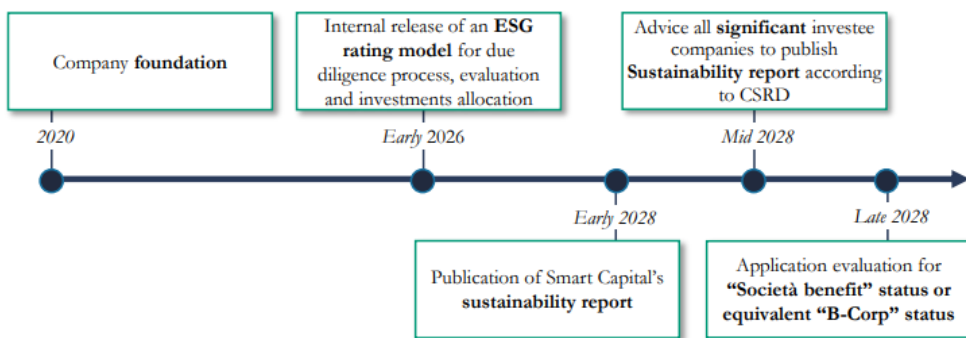 Company foundation
2020
Internal release of an ESG
rating model for due
diligence process, evaluation
and investments allocation
Early 2026
Advice all significant investee
companies to publish
Sustainability report according
to CSRD
Mid 2028
Early 2028
Publication of Smart Capital's
sustainability report
Late 2028
Application evaluation for
“Società benefit” status or
equivalent “B-Corp” status